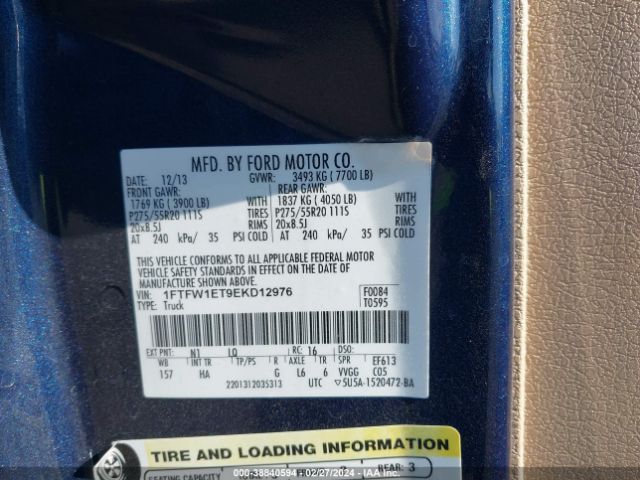 MFD. BY FORD MOTOR CO.
DATE: 12/13 GVWR: 3493 KG ( 7700 LB)
FRONT GAWR: REAR GAWR:
1769 KG ( 3900 LB) WITH 1837 KG ( 4050 LB) WITH
P275/55R20 111S TIRES P275/55R20 111S TIRES
20x8.5J RIMS 20x8.5J RIMS
AT 240 kPa/ 35 PSI COLD AT 240 kPa/ 35 PSI COLD
THIS VEHICLE CONFORMS TO ALL APPLICABLE FEDERAL MOTOR
VEHICLE SAFETY STANDARDS IN EFFECT ON THE DATE OF
MANUFACTURE SHOWN ABOVE.
VIN: 1FTFW1ET9EKD12976 F0084
TYPE: Truck T0595
EXT PNT: N1 LQ RC: 16 DSO:
WB INT TR TP/PS R AXLE TR SPR EF613
157 HA G L6 6 VVGG C05
2201312035313 UTC 5U5A-1520472-BA
TIRE AND LOADING INFORMATION
SEATING CAPACITY REAR: 3
000-38840594 - 02/27/2024 - IAA Inc.